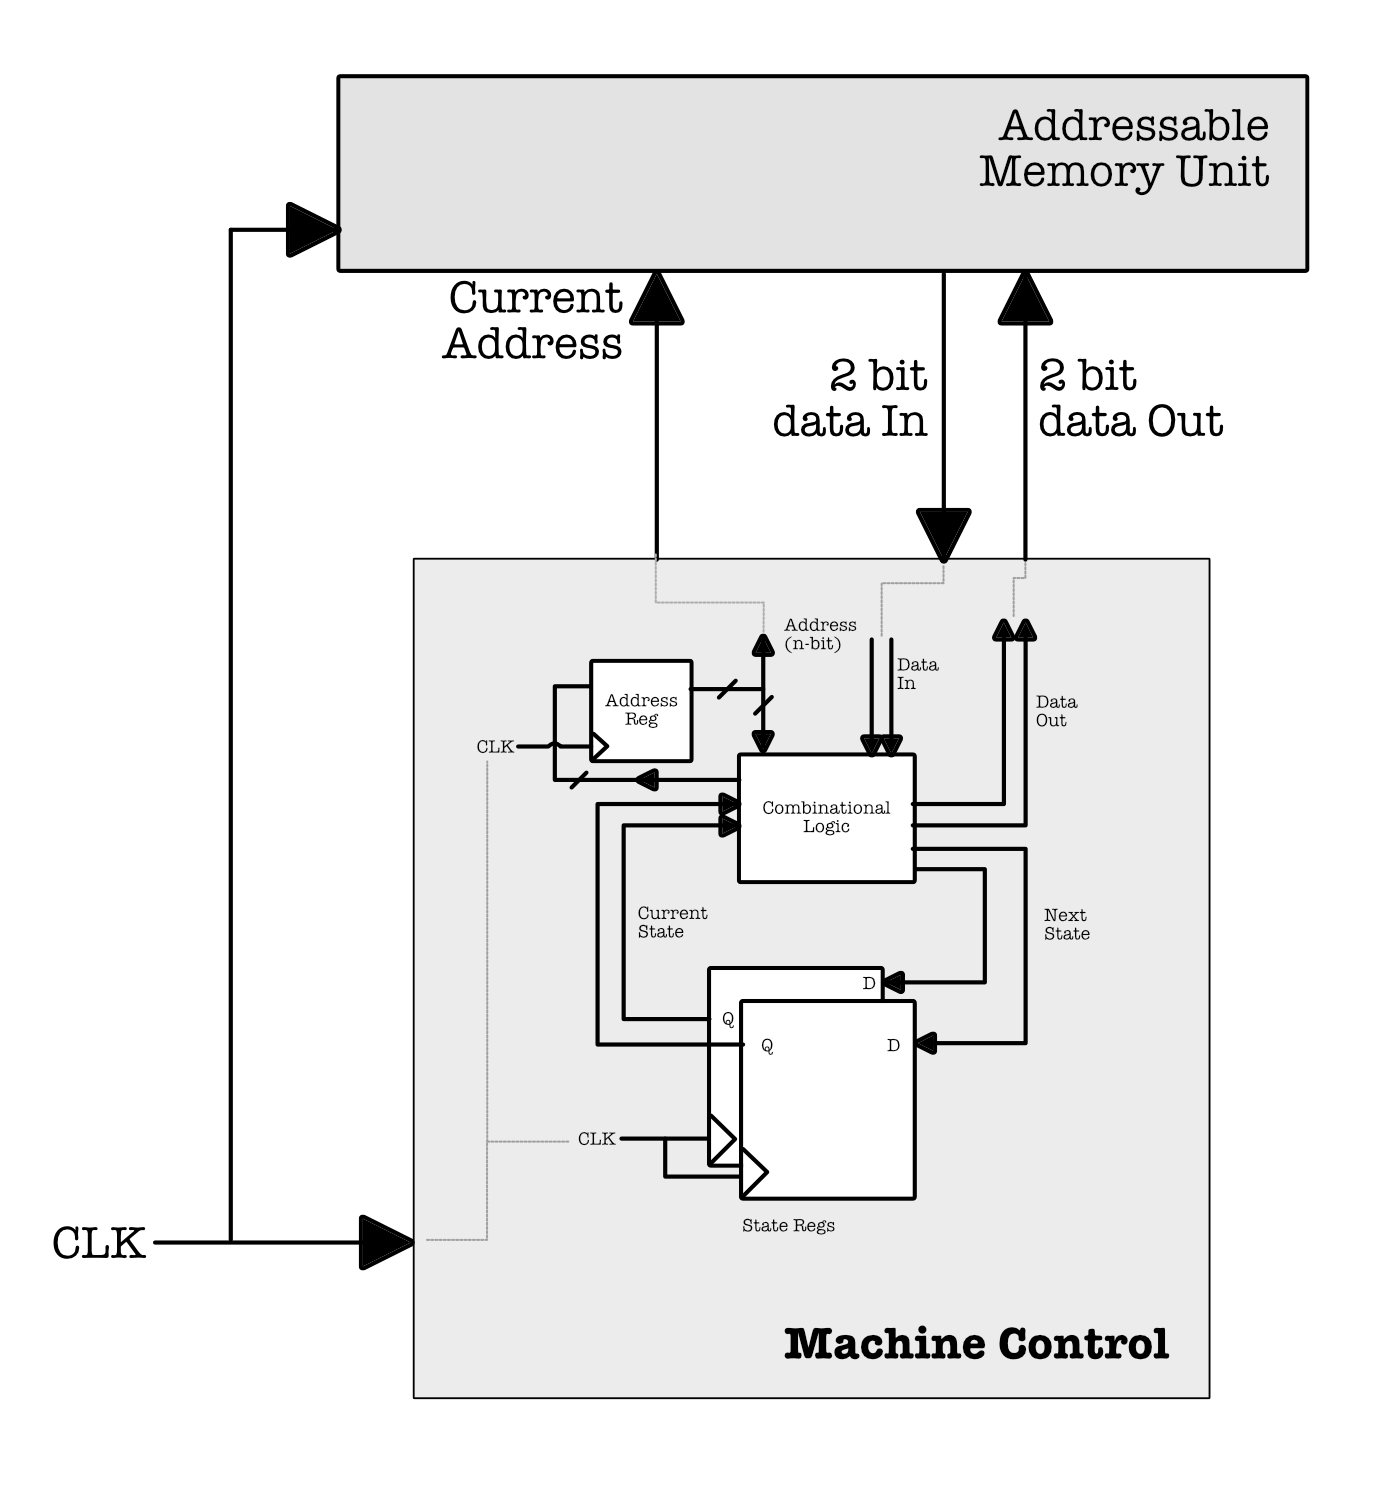 Addressable
Memory Unit
Current
Address
2 bit
data In
2 bit
data Out
Address
(n-bit)
Data
In
Address
Reg
Data
Out
CLK
Combinational
Logic
Current
State
Next
State
D
Q
Q
D
CLK
State Regs
CLK
Machine Control